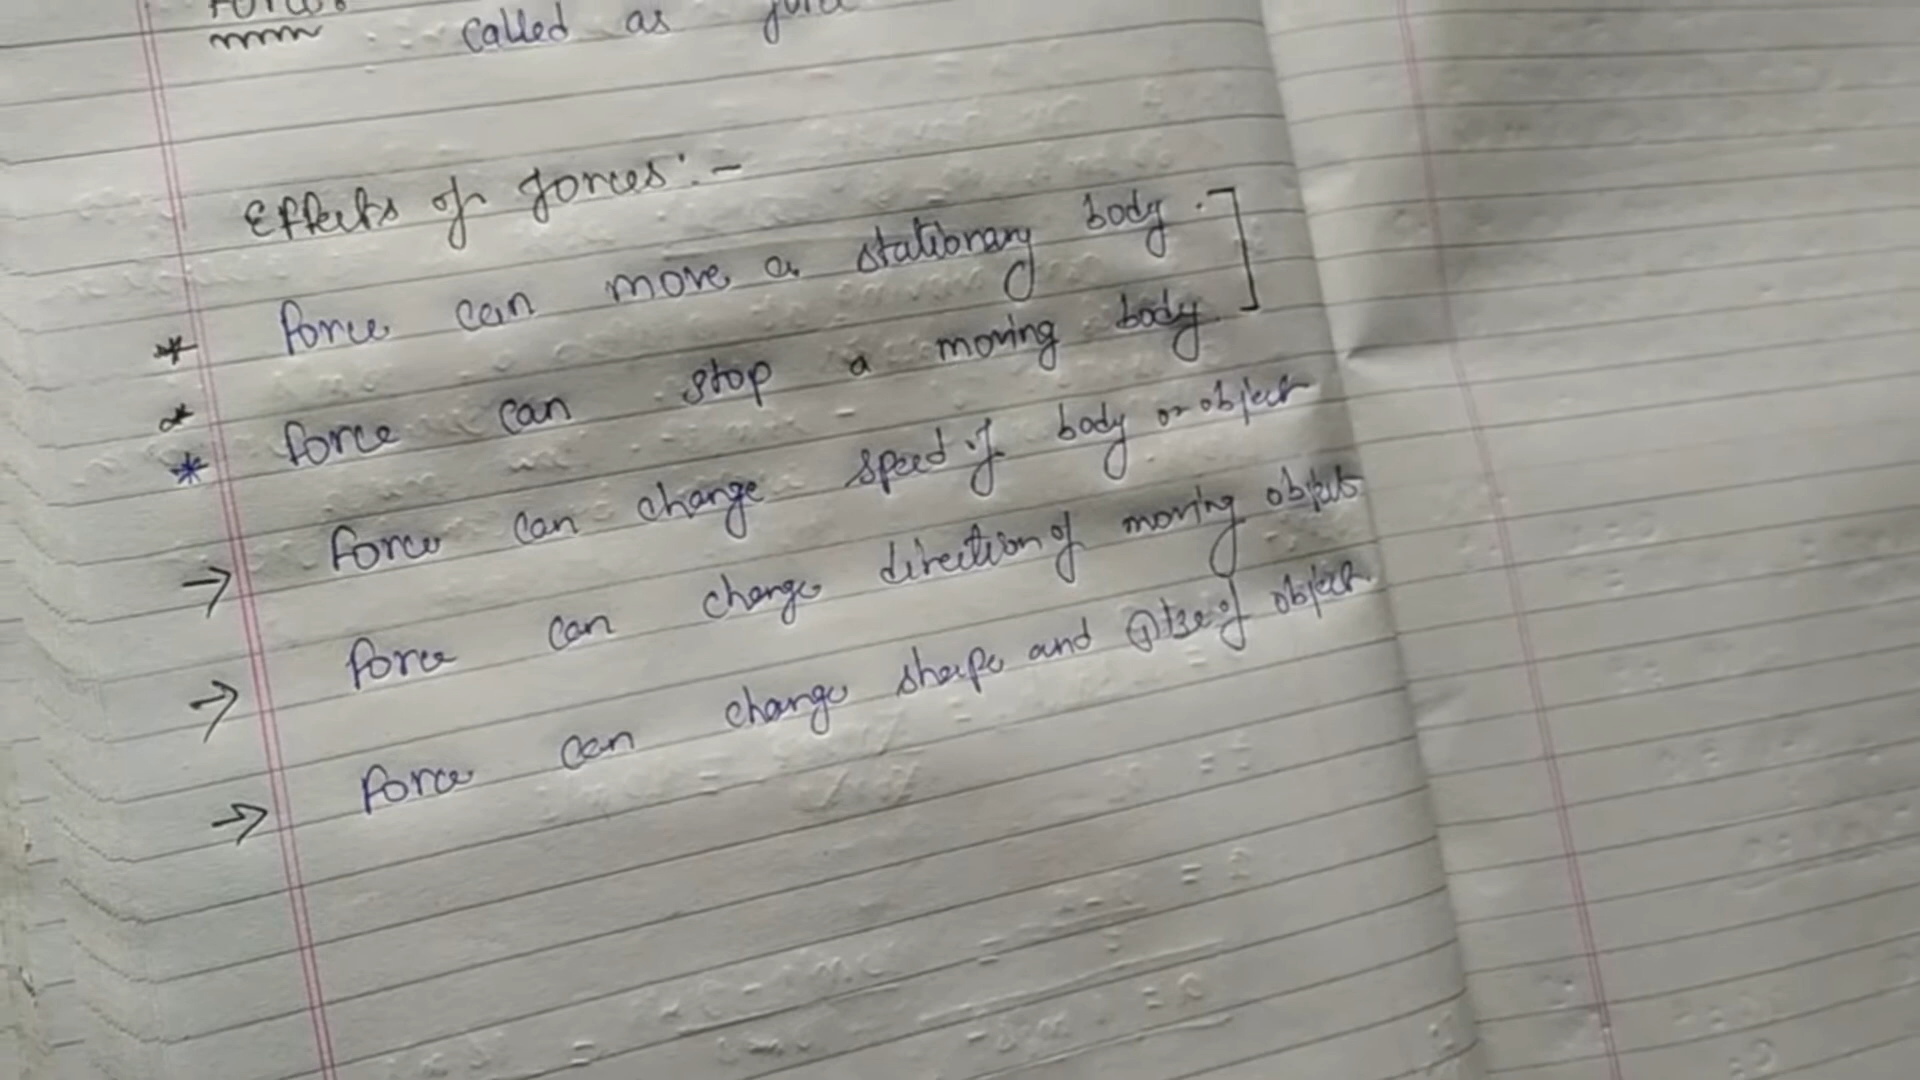 Force:
called as
Effects of forces:-
* force can move a stationary body.
* force can stop a moving body
* force can change speed of body or object
→ force can change direction of moving objects
→ force can change shape and size of object
→